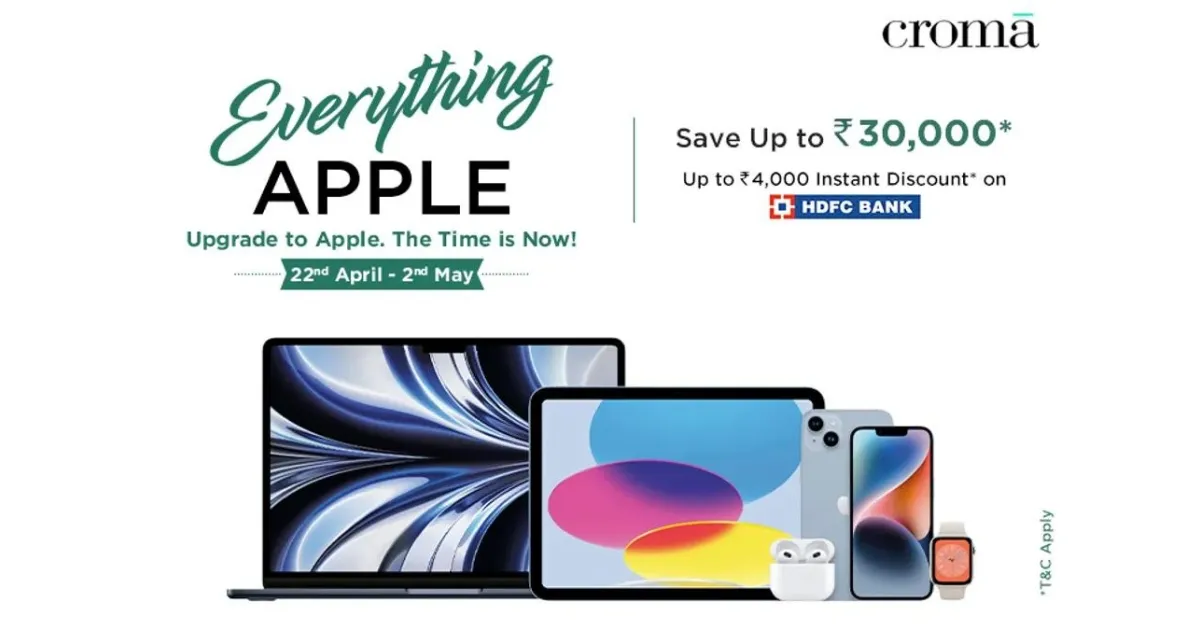 cromā
Everything
APPLE
Upgrade to Apple. The Time is Now!
22nd April - 2nd May
Save Up to ₹30,000*
Up to ₹4,000 Instant Discount* on
HDFC BANK
*T&C Apply